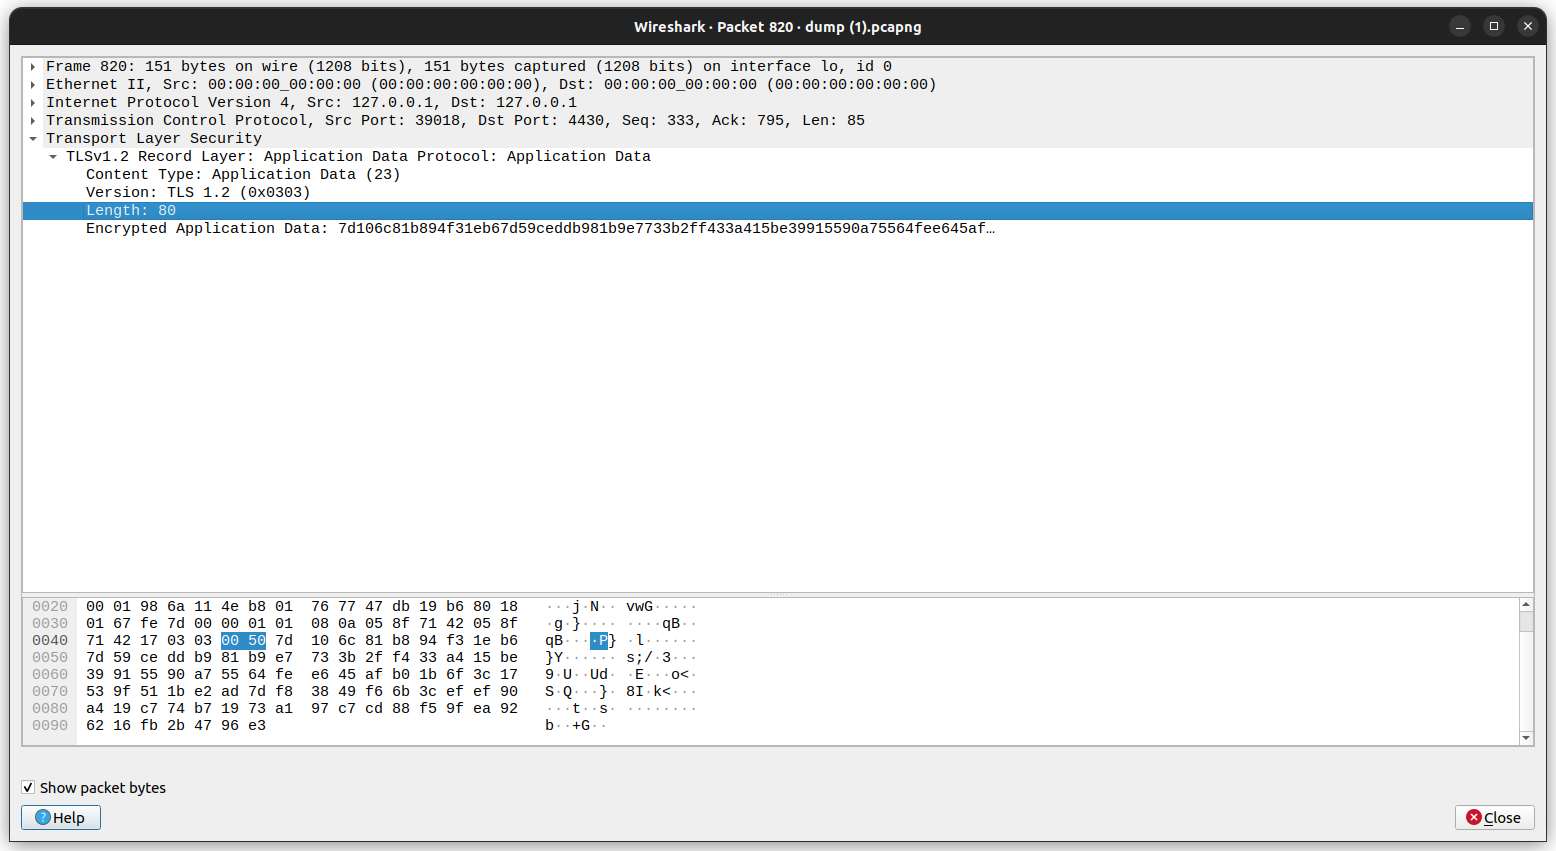 Wireshark · Packet 820 · dump (1).pcapng
Frame 820: 151 bytes on wire (1208 bits), 151 bytes captured (1208 bits) on interface lo, id 0
Ethernet II, Src: 00:00:00_00:00:00 (00:00:00:00:00:00), Dst: 00:00:00_00:00:00 (00:00:00:00:00:00)
Internet Protocol Version 4, Src: 127.0.0.1, Dst: 127.0.0.1
Transmission Control Protocol, Src Port: 39018, Dst Port: 4430, Seq: 333, Ack: 795, Len: 85
Transport Layer Security
TLSv1.2 Record Layer: Application Data Protocol: Application Data
Content Type: Application Data (23)
Version: TLS 1.2 (0x0303)
Length: 80
Encrypted Application Data: 7d106c81b894f31eb67d59ceddb981b9e7733b2ff433a415be39915590a75564fee645af…
0020 00 01 98 6a 11 4e b8 01 76 77 47 db 19 b6 80 18 ···j·N·· vwG·····
0030 01 67 fe 7d 00 00 01 01 08 0a 05 8f 71 42 05 8f ·g·}···· ····qB··
0040 71 42 17 03 03 00 50 7d 10 6c 81 b8 94 f3 1e b6 qB····P} ·l······
0050 7d 59 ce dd b9 81 b9 e7 73 3b 2f f4 33 a4 15 be }Y······ s;/·3···
0060 39 91 55 90 a7 55 64 fe e6 45 af b0 1b 6f 3c 17 9·U··Ud· ·E···o<·
0070 53 9f 51 1b e2 ad 7d f8 38 49 f6 6b 3c ef ef 90 S·Q···}· 8I·k<···
0080 a4 19 c7 74 b7 19 73 a1 97 c7 cd 88 f5 9f ea 92 ···t··s· ········
0090 62 16 fb 2b 47 96 e3 b··+G··
Show packet bytes
Help
Close